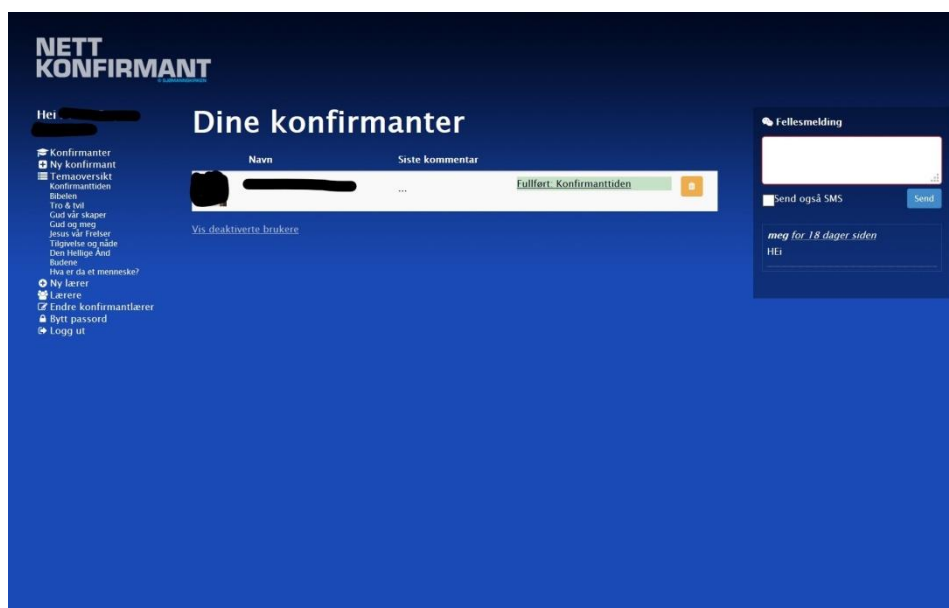 NETT
KONFIRMANT
Hei
Konfirmanter
Ny konfirmant
Temaoversikt
Konfirmanttiden
Bibelen
Tro & tvil
Gud vår skaper
Gud og meg
Jesus vår Frelser
Tilgivelse og nåde
Den Hellige Ånd
Budene
Hva er da et menneske?
Ny lærer
Lærere
Endre konfirmantlærer
Bytt passord
Logg ut
Dine konfirmanter
Navn Siste kommentar
... Fullført: Konfirmanttiden
Vis deaktiverte brukere
Fellesmelding
Send også SMS Send
meg for 18 dager siden
HEi